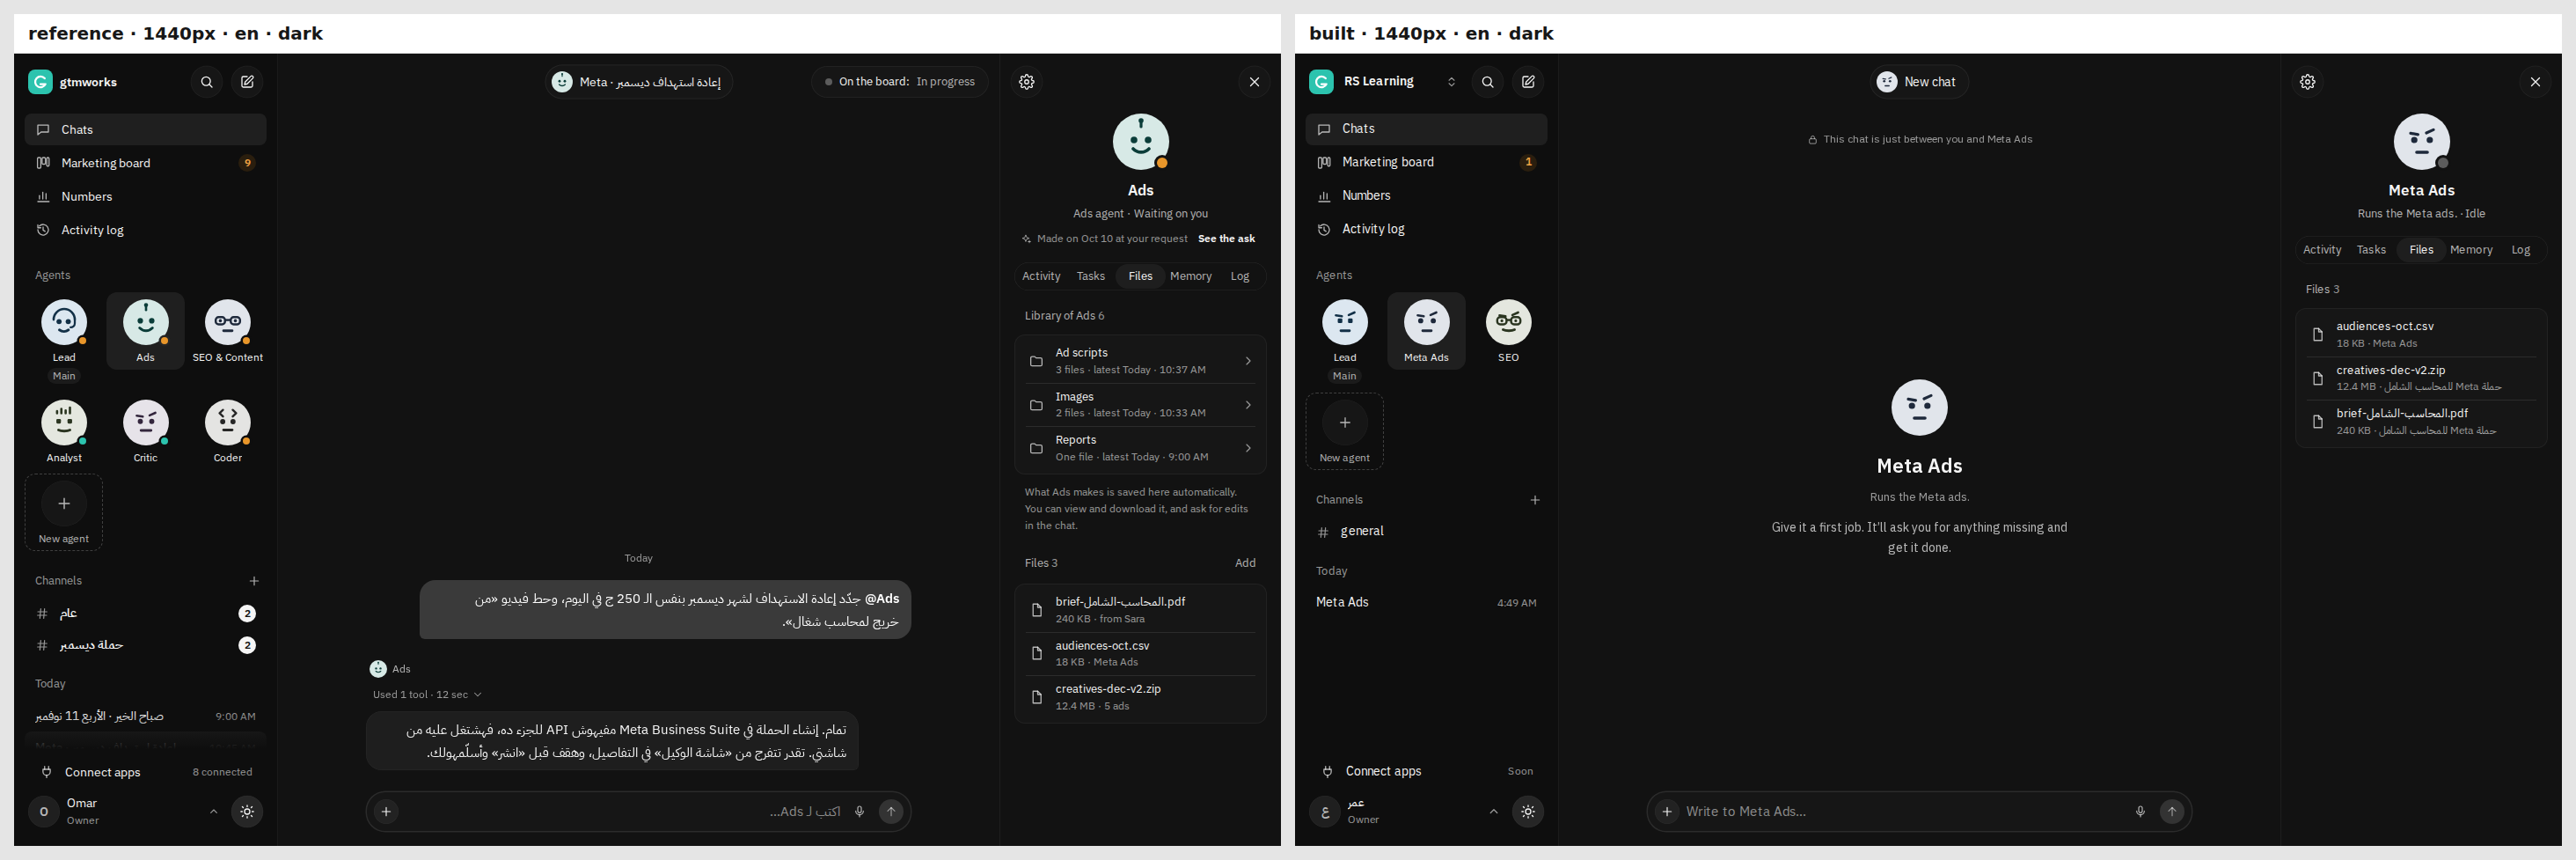 reference · 1440px · en · dark
gtmworks
Chats
Marketing board 9
Numbers
Activity log
Agents
Lead
Main
Ads
SEO & Content
Analyst
Critic
Coder
New agent
Channels
عام 2
حملة ديسمبر 2
Today
صباح الخير · الأربع 11 نوفمبر 9:00 AM
Connect apps 8 connected
O
Omar
Owner
Meta · إعادة استهداف ديسمبر
On the board: In progress
Today
@Ads جدّد إعادة الاستهداف لشهر ديسمبر بنفس الـ 250 ج في اليوم، وحط فيديو «من
خريج لمحاسب شغال».
Ads
Used 1 tool · 12 sec
تمام. إنشاء الحملة في Meta Business Suite مفيهوش API للجزء ده، فهشتغل عليه من
شاشتي. تقدر تتفرج من «شاشة الوكيل» في التفاصيل، وهقف قبل «انشر» وأسلّمهولك.
اكتب لـ Ads...
Ads
Ads agent · Waiting on you
Made on Oct 10 at your request See the ask
Activity Tasks Files Memory Log
Library of Ads 6
Ad scripts
3 files · latest Today · 10:37 AM
Images
2 files · latest Today · 10:33 AM
Reports
One file · latest Today · 9:00 AM
What Ads makes is saved here automatically.
You can view and download it, and ask for edits
in the chat.
Files 3 Add
brief-المحاسب-الشامل.pdf
240 KB · from Sara
audiences-oct.csv
18 KB · Meta Ads
creatives-dec-v2.zip
12.4 MB · 5 ads
built · 1440px · en · dark
RS Learning
Chats
Marketing board 1
Numbers
Activity log
Agents
Lead
Main
Meta Ads
SEO
New agent
Channels
general
Today
Meta Ads 4:49 AM
Connect apps Soon
ع
عمر
Owner
New chat
This chat is just between you and Meta Ads
Meta Ads
Runs the Meta ads.
Give it a first job. It'll ask you for anything missing and
get it done.
Write to Meta Ads...
Meta Ads
Runs the Meta ads. · Idle
Activity Tasks Files Memory Log
Files 3
audiences-oct.csv
18 KB · Meta Ads
creatives-dec-v2.zip
12.4 MB · حملة Meta للمحاسب الشامل
brief-المحاسب-الشامل.pdf
240 KB · حملة Meta للمحاسب الشامل